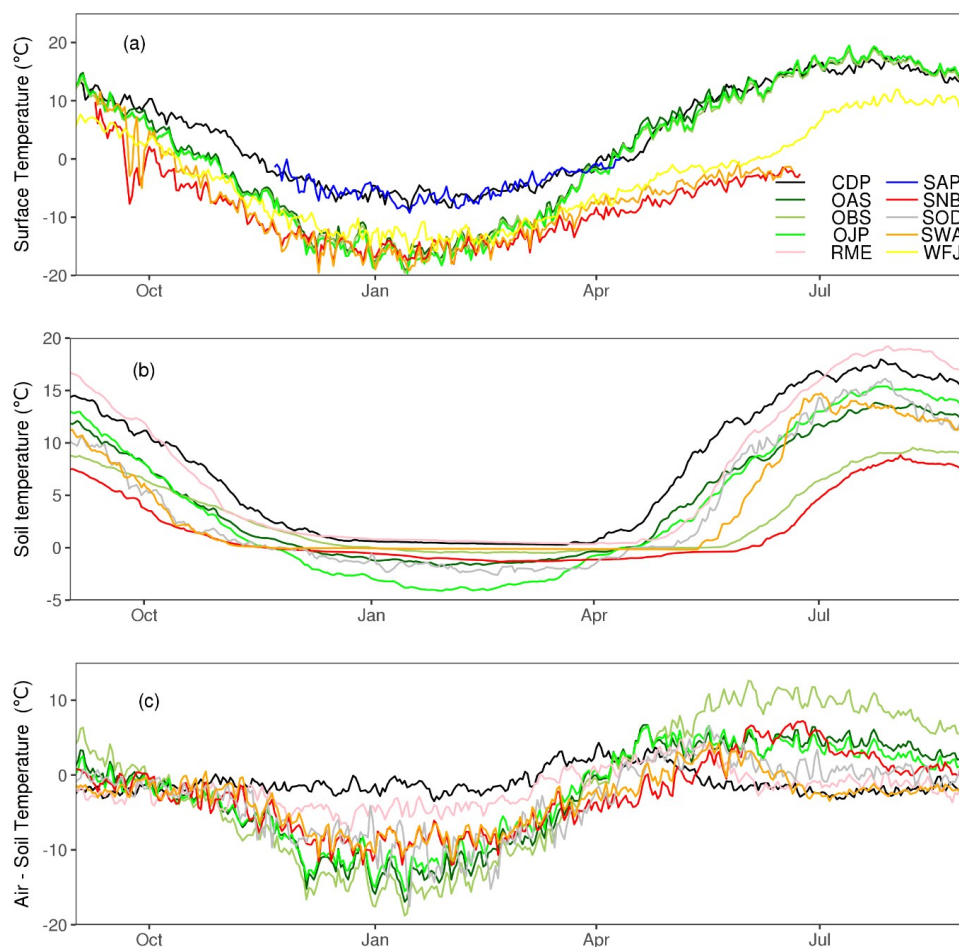 (a)
Surface Temperature (°C)
20
10
0
-10
-20
Oct
Jan
Apr
Jul
CDP SAP
OAS SNB
OBS SOD
OJP SWA
RME WFJ
(b)
Soil temperature (°C)
20
15
10
5
0
-5
Oct
Jan
Apr
Jul
(c)
Air - Soil Temperature (°C)
10
0
-10
-20
Oct
Jan
Apr
Jul